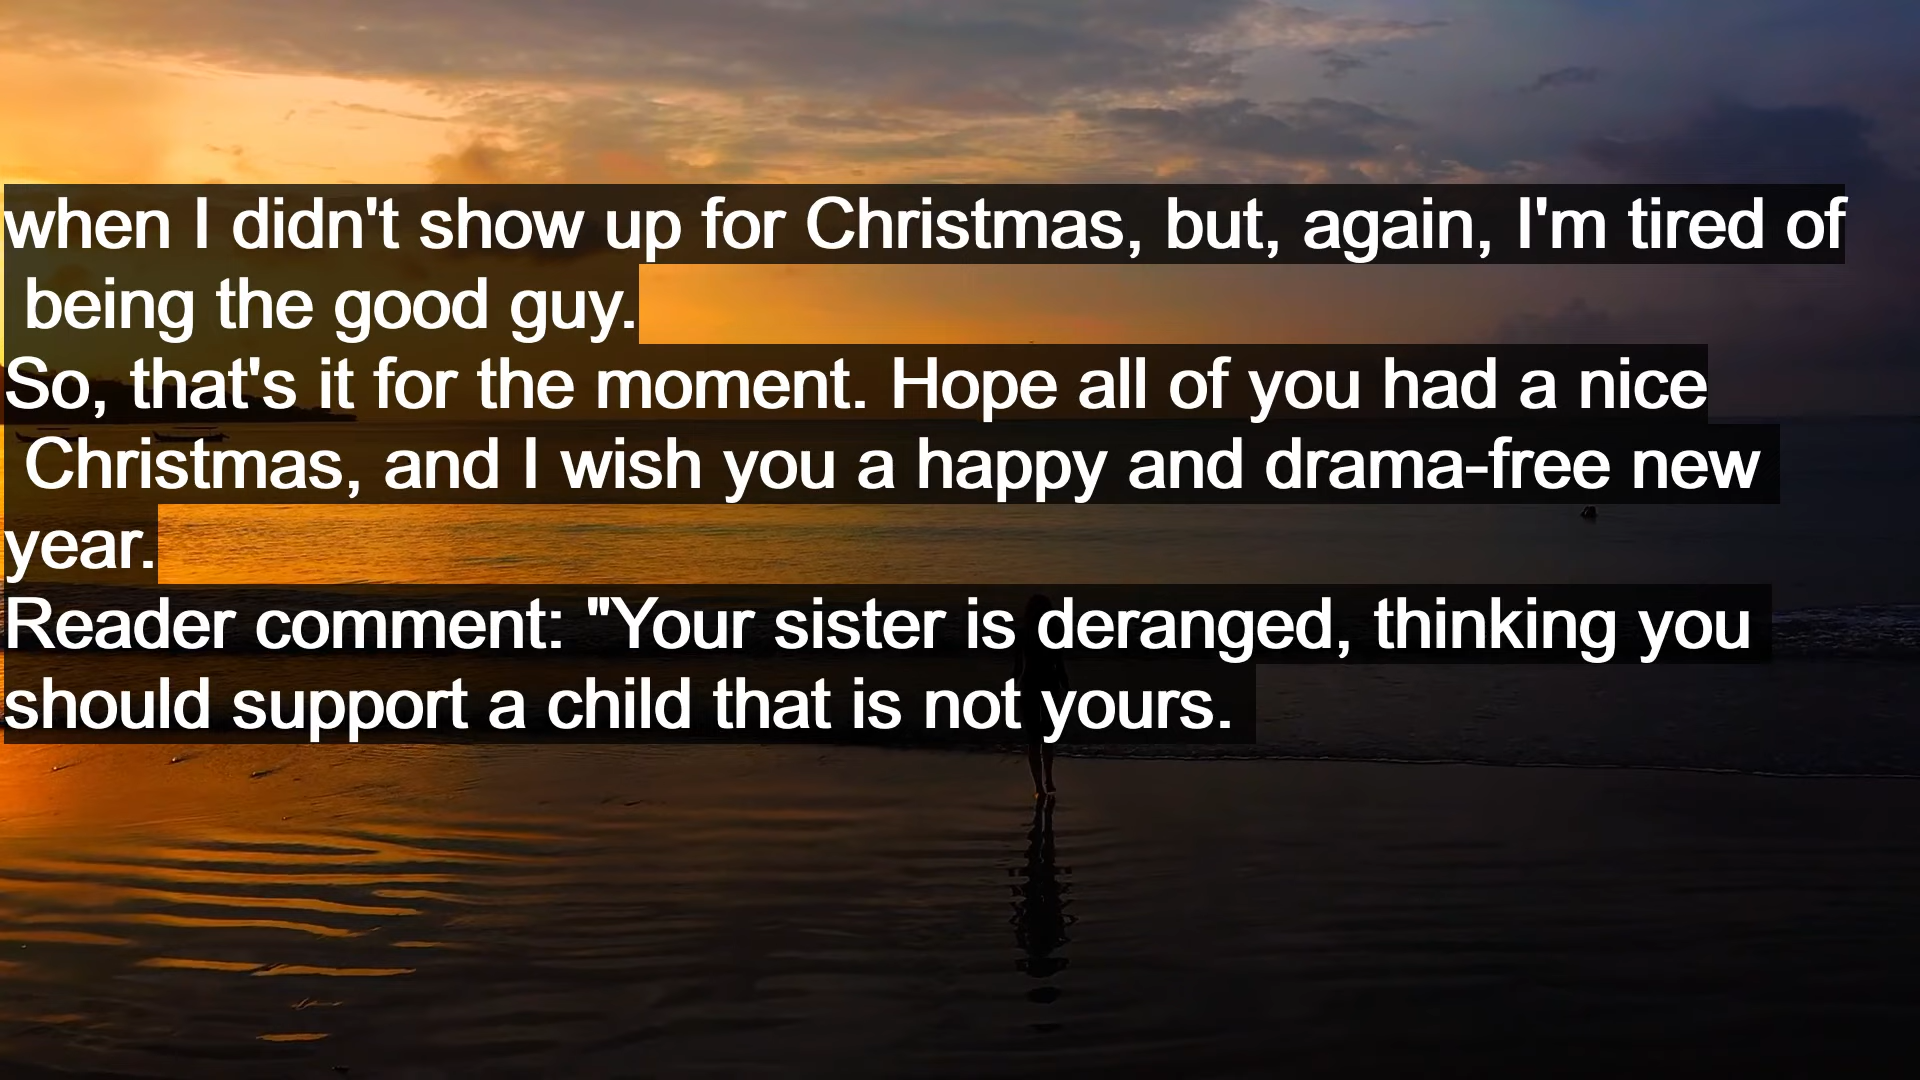 when I didn't show up for Christmas, but, again, I'm tired of
being the good guy.
So, that's it for the moment. Hope all of you had a nice
Christmas, and I wish you a happy and drama-free new
year.
Reader comment: "Your sister is deranged, thinking you
should support a child that is not yours.